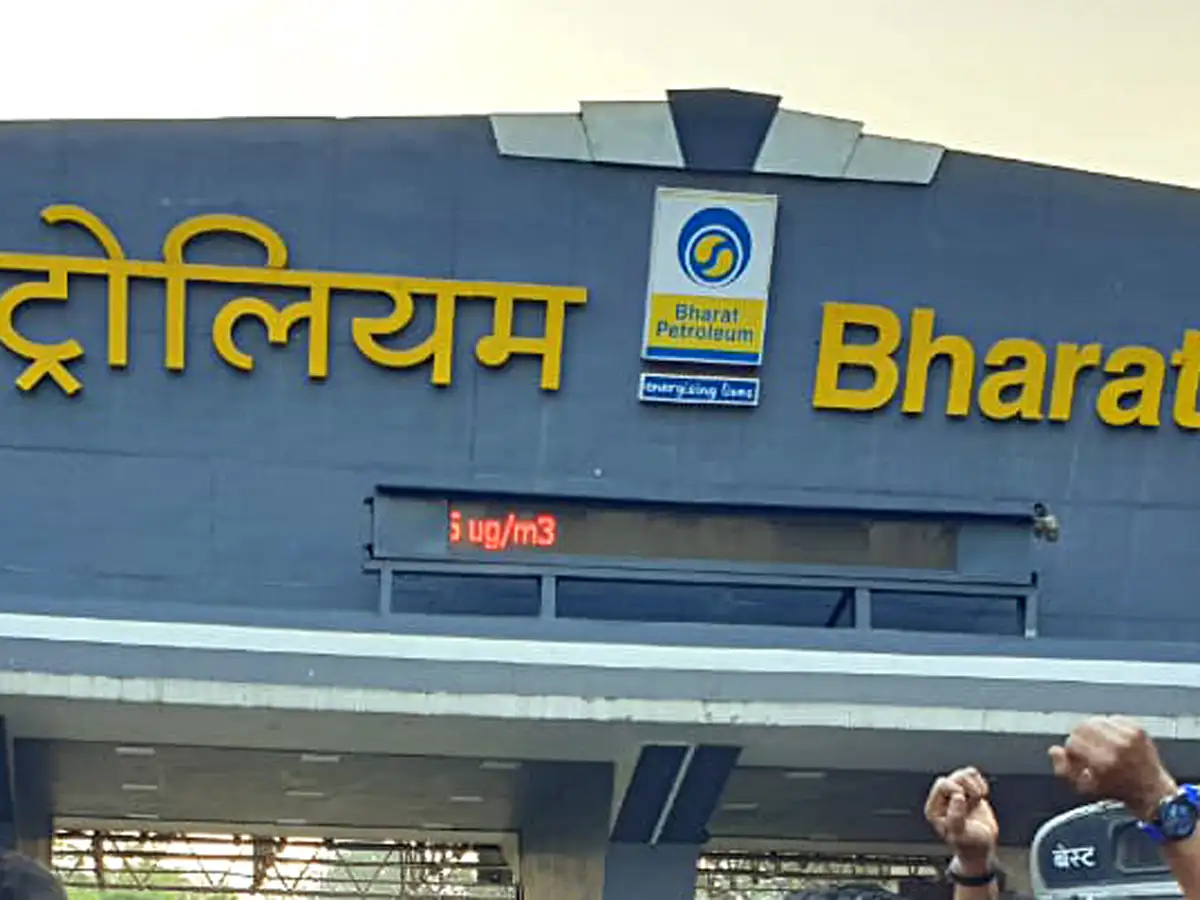 ट्रोलियम
Bharat
Petroleum
energising lives
Bharat
ug/m3
बेस्ट